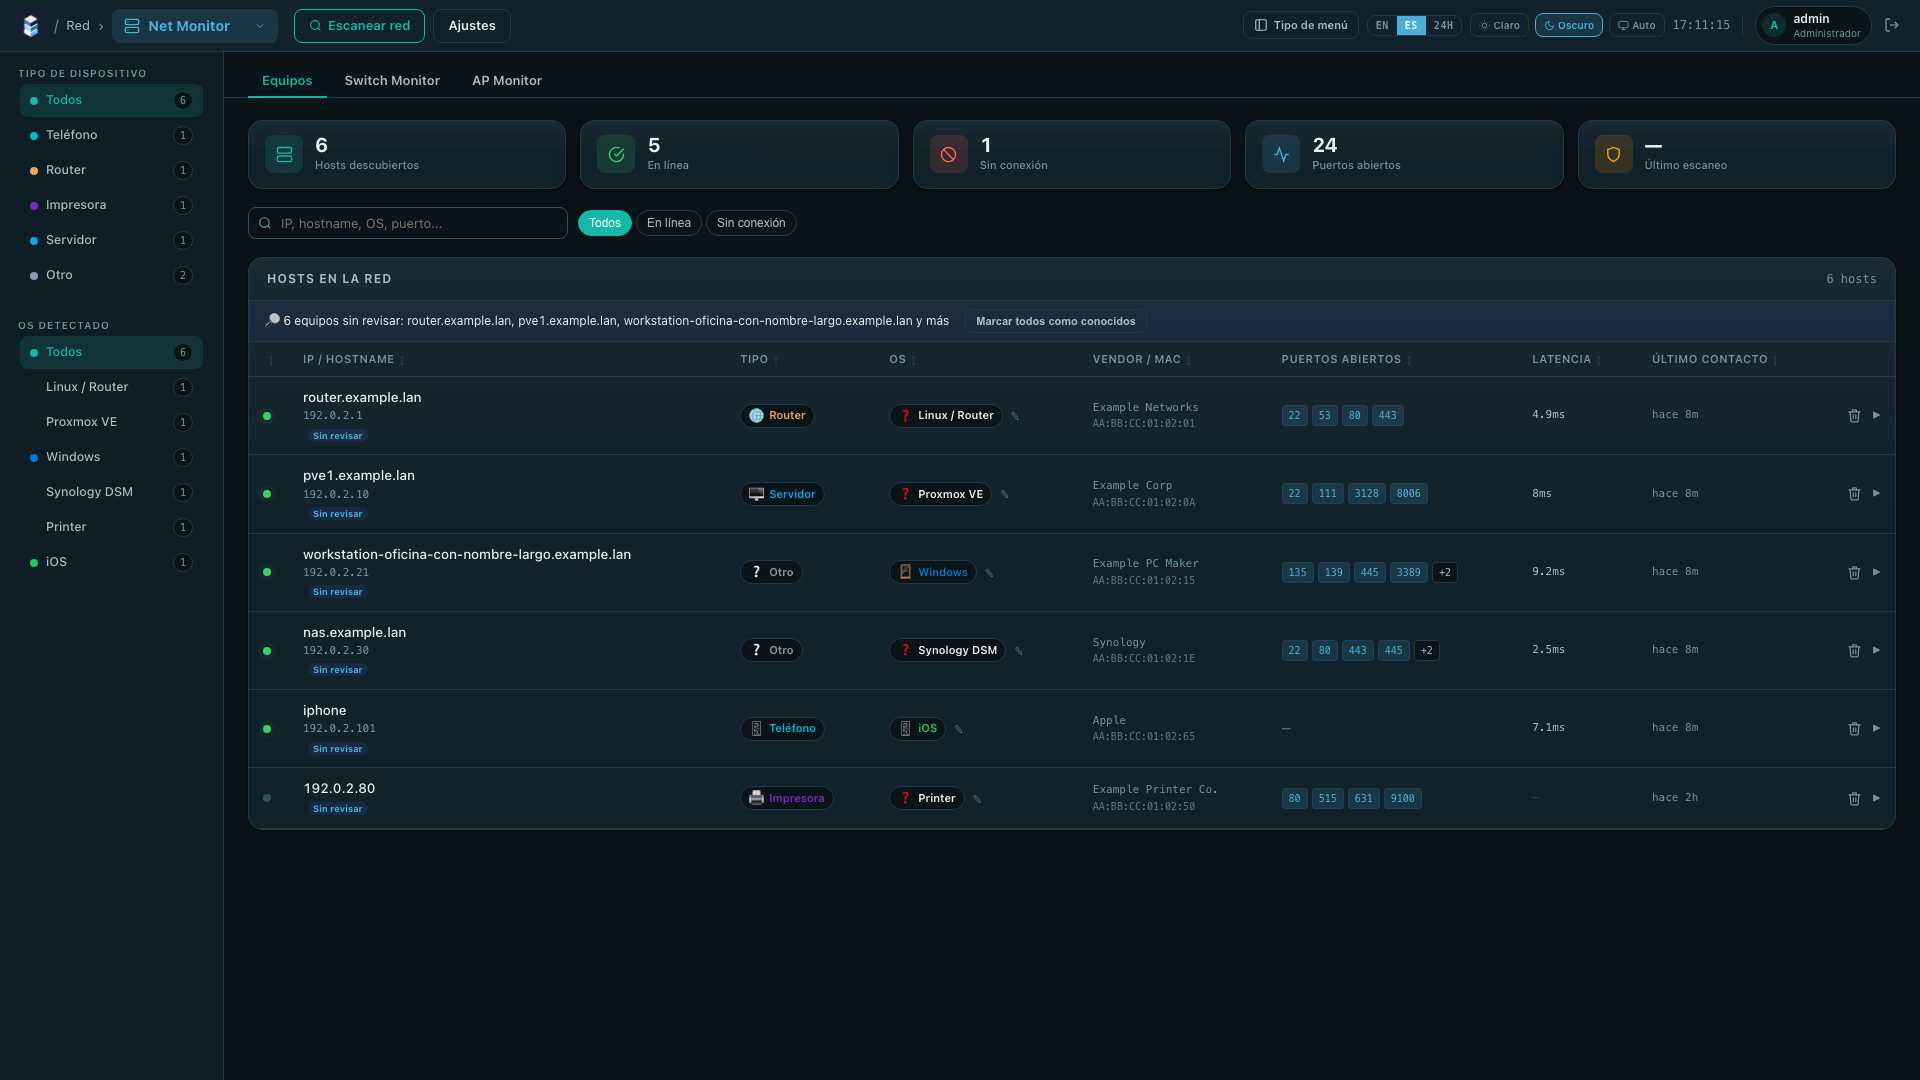 / Red › Net Monitor
Escanear red
Ajustes
Tipo de menú
EN ES 24H
Claro
Oscuro
Auto
17:11:15
A
admin
Administrador
TIPO DE DISPOSITIVO
Todos 6
Teléfono 1
Router 1
Impresora 1
Servidor 1
Otro 2
OS DETECTADO
Todos 6
Linux / Router 1
Proxmox VE 1
Windows 1
Synology DSM 1
Printer 1
iOS 1
Equipos Switch Monitor AP Monitor
6
Hosts descubiertos
5
En línea
1
Sin conexión
24
Puertos abiertos
—
Último escaneo
IP, hostname, OS, puerto...
Todos En línea Sin conexión
HOSTS EN LA RED 6 hosts
6 equipos sin revisar: router.example.lan, pve1.example.lan, workstation-oficina-con-nombre-largo.example.lan y más Marcar todos como conocidos
IP / HOSTNAME TIPO OS VENDOR / MAC PUERTOS ABIERTOS LATENCIA ÚLTIMO CONTACTO
router.example.lan
192.0.2.1
Sin revisar
Router
? Linux / Router
Example Networks
AA:BB:CC:01:02:01
22 53 80 443
4.9ms
hace 8m
pve1.example.lan
192.0.2.10
Sin revisar
Servidor
? Proxmox VE
Example Corp
AA:BB:CC:01:02:0A
22 111 3128 8006
8ms
hace 8m
workstation-oficina-con-nombre-largo.example.lan
192.0.2.21
Sin revisar
? Otro
Windows
Example PC Maker
AA:BB:CC:01:02:15
135 139 445 3389 +2
9.2ms
hace 8m
nas.example.lan
192.0.2.30
Sin revisar
? Otro
? Synology DSM
Synology
AA:BB:CC:01:02:1E
22 80 443 445 +2
2.5ms
hace 8m
iphone
192.0.2.101
Sin revisar
Teléfono
iOS
Apple
AA:BB:CC:01:02:65
—
7.1ms
hace 8m
192.0.2.80
Sin revisar
Impresora
? Printer
Example Printer Co.
AA:BB:CC:01:02:50
80 515 631 9100
—
hace 2h